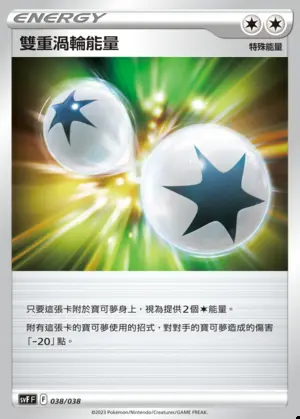 ENERGY
雙重渦輪能量
特殊能量
只要這張卡附於寶可夢身上，視為提供2個能量。
附有這張卡的寶可夢使用的招式，對對手的寶可夢造成的傷害
「-20」點。
svF F F 038/038
©2023 Pokémon/Nintendo/Creatures/GAME FREAK.